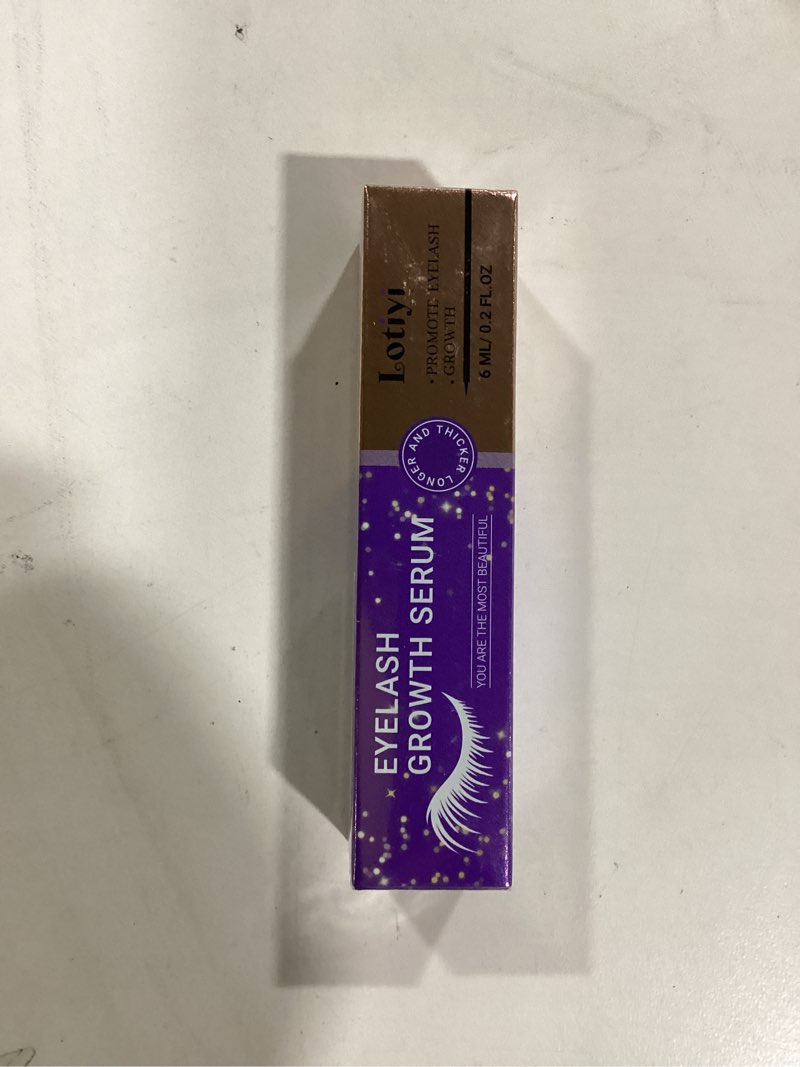 Lotiyi
• PROMOTE EYELASH
• GROWTH
6 ML/ 0.2 FL.OZ
LONGER AND THICKER
EYELASH
GROWTH SERUM
YOU ARE THE MOST BEAUTIFUL